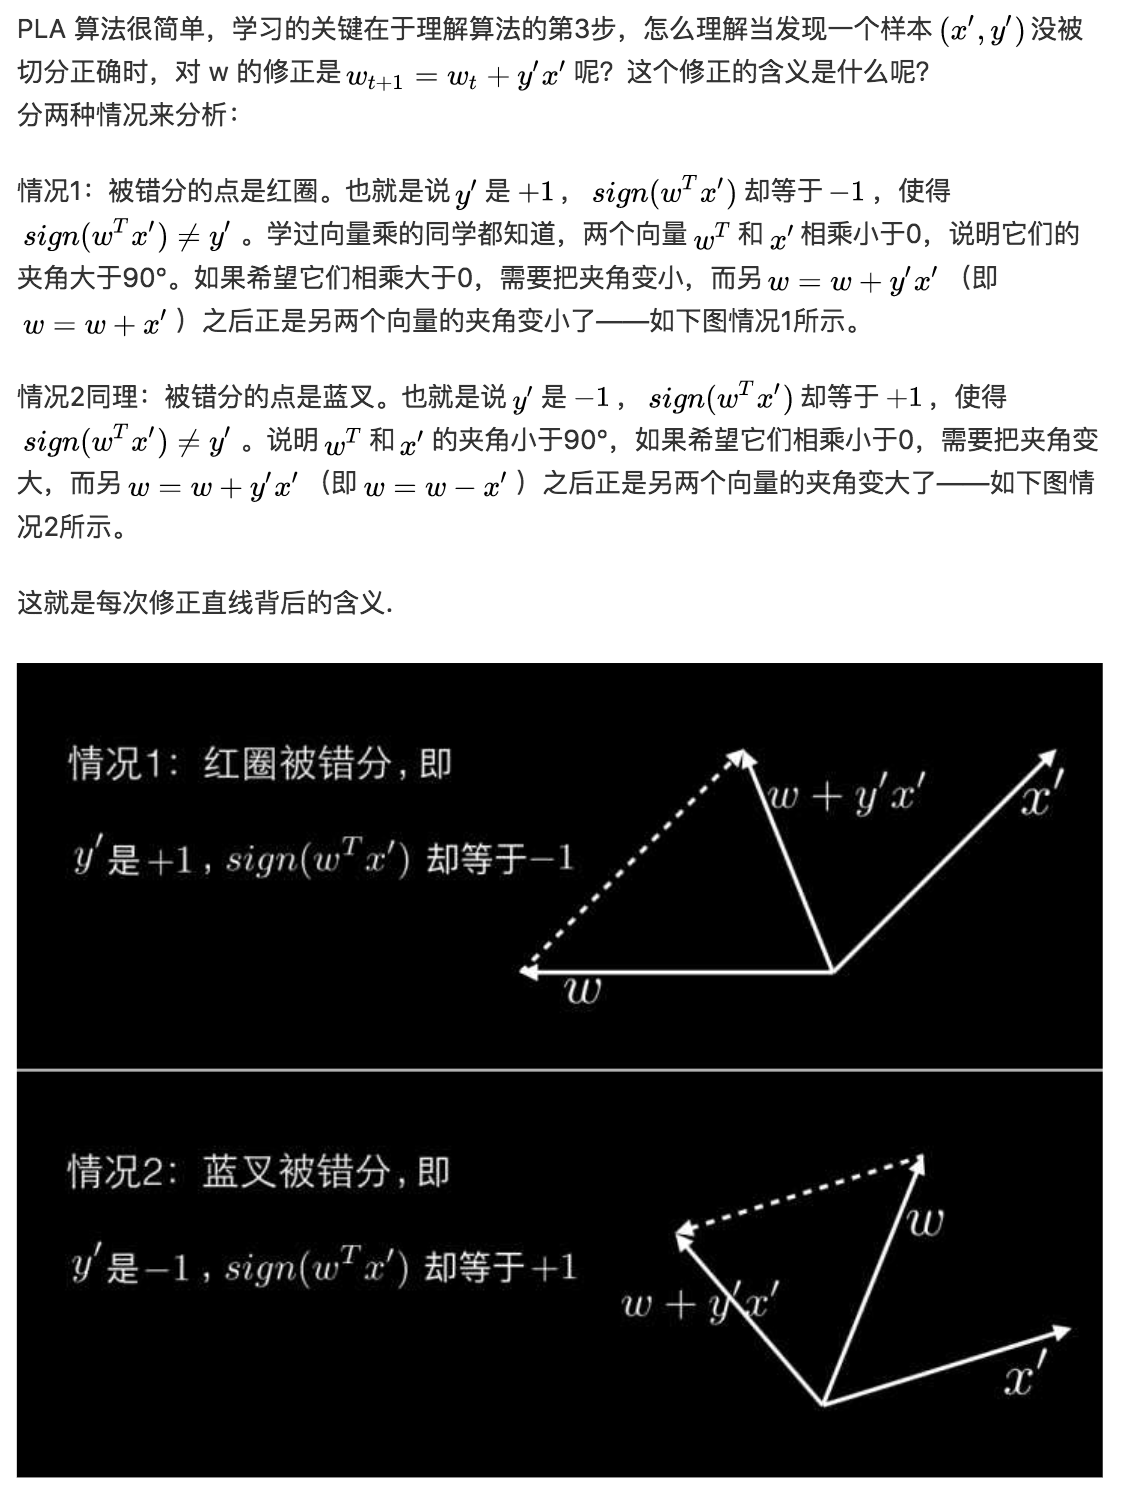 PLA 算法很简单，学习的关键在于理解算法的第3步，怎么理解当发现一个样本 (x′, y′) 没被
切分正确时，对 w 的修正是 wₜ₊₁ = wₜ + y′x′ 呢？这个修正的含义是什么呢？
分两种情况来分析：
情况1：被错分的点是红圈。也就是说 y′ 是 +1， sign(wᵀx′) 却等于 −1，使得
sign(wᵀx′) ≠ y′ 。学过向量乘的同学都知道，两个向量 wᵀ 和 x′ 相乘小于0，说明它们的
夹角大于90°。如果希望它们相乘大于0，需要把夹角变小，而另 w = w + y′x′ （即
w = w + x′ ）之后正是另两个向量的夹角变小了——如下图情况1所示。
情况2同理：被错分的点是蓝叉。也就是说 y′ 是 −1， sign(wᵀx′) 却等于 +1，使得
sign(wᵀx′) ≠ y′ 。说明 wᵀ 和 x′ 的夹角小于90°，如果希望它们相乘小于0，需要把夹角变
大，而另 w = w + y′x′ （即 w = w − x′ ）之后正是另两个向量的夹角变大了——如下图情
况2所示。
这就是每次修正直线背后的含义.
情况1：红圈被错分，即
y′是+1，sign(wᵀx′) 却等于−1
w + y′x′
x′
w
情况2：蓝叉被错分，即
y′是−1，sign(wᵀx′) 却等于+1
w
w + y′x′
x′